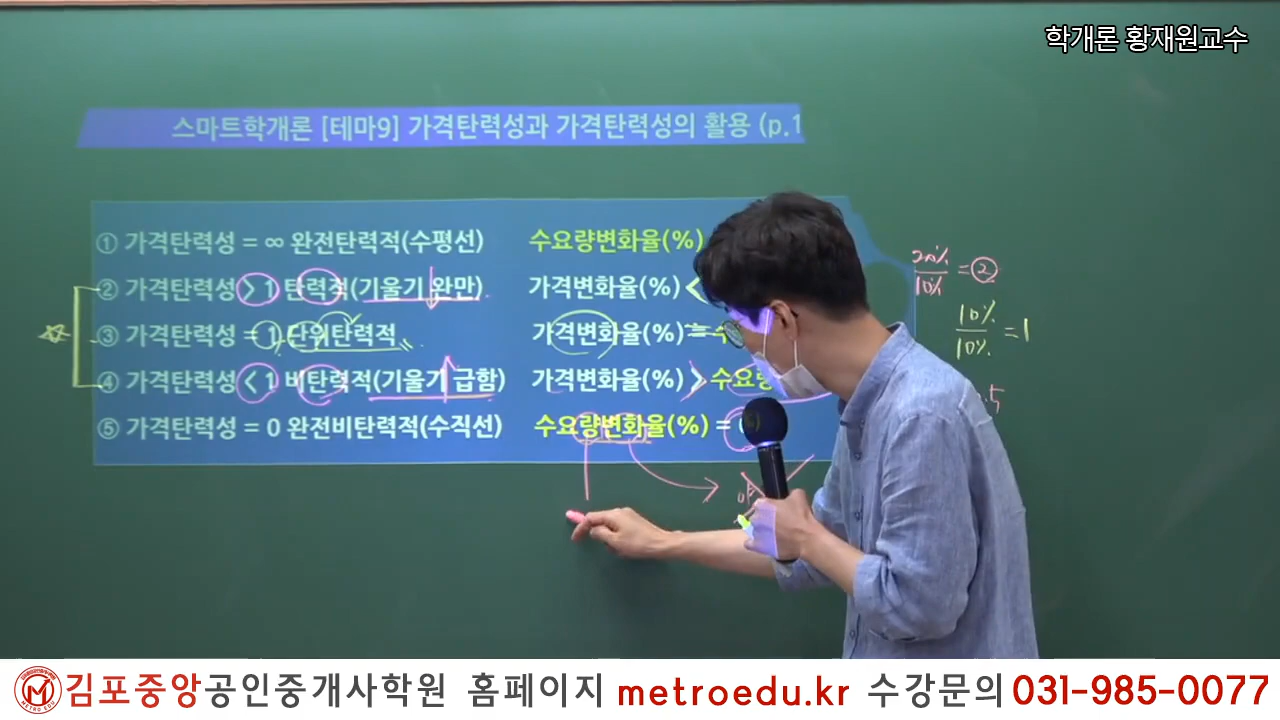 학개론 황재원교수
스마트학개론 [테마9] 가격탄력성과 가격탄력성의 활용 (p.1
① 가격탄력성 = ∞ 완전탄력적(수평선) 수요량변화율(%)
② 가격탄력성 > 1 탄력적(기울기 완만) 가격변화율(%) <
③ 가격탄력성 = 1 단위탄력적 가격변화율(%) =
④ 가격탄력성 < 1 비탄력적(기울기 급함) 가격변화율(%) > 수요량
⑤ 가격탄력성 = 0 완전비탄력적(수직선) 수요량변화율(%) =
20% / 10% = 2
10% / 10% = 1
.5
김포중앙공인중개사학원 홈페이지 metroedu.kr 수강문의 031-985-0077
METRO EDU